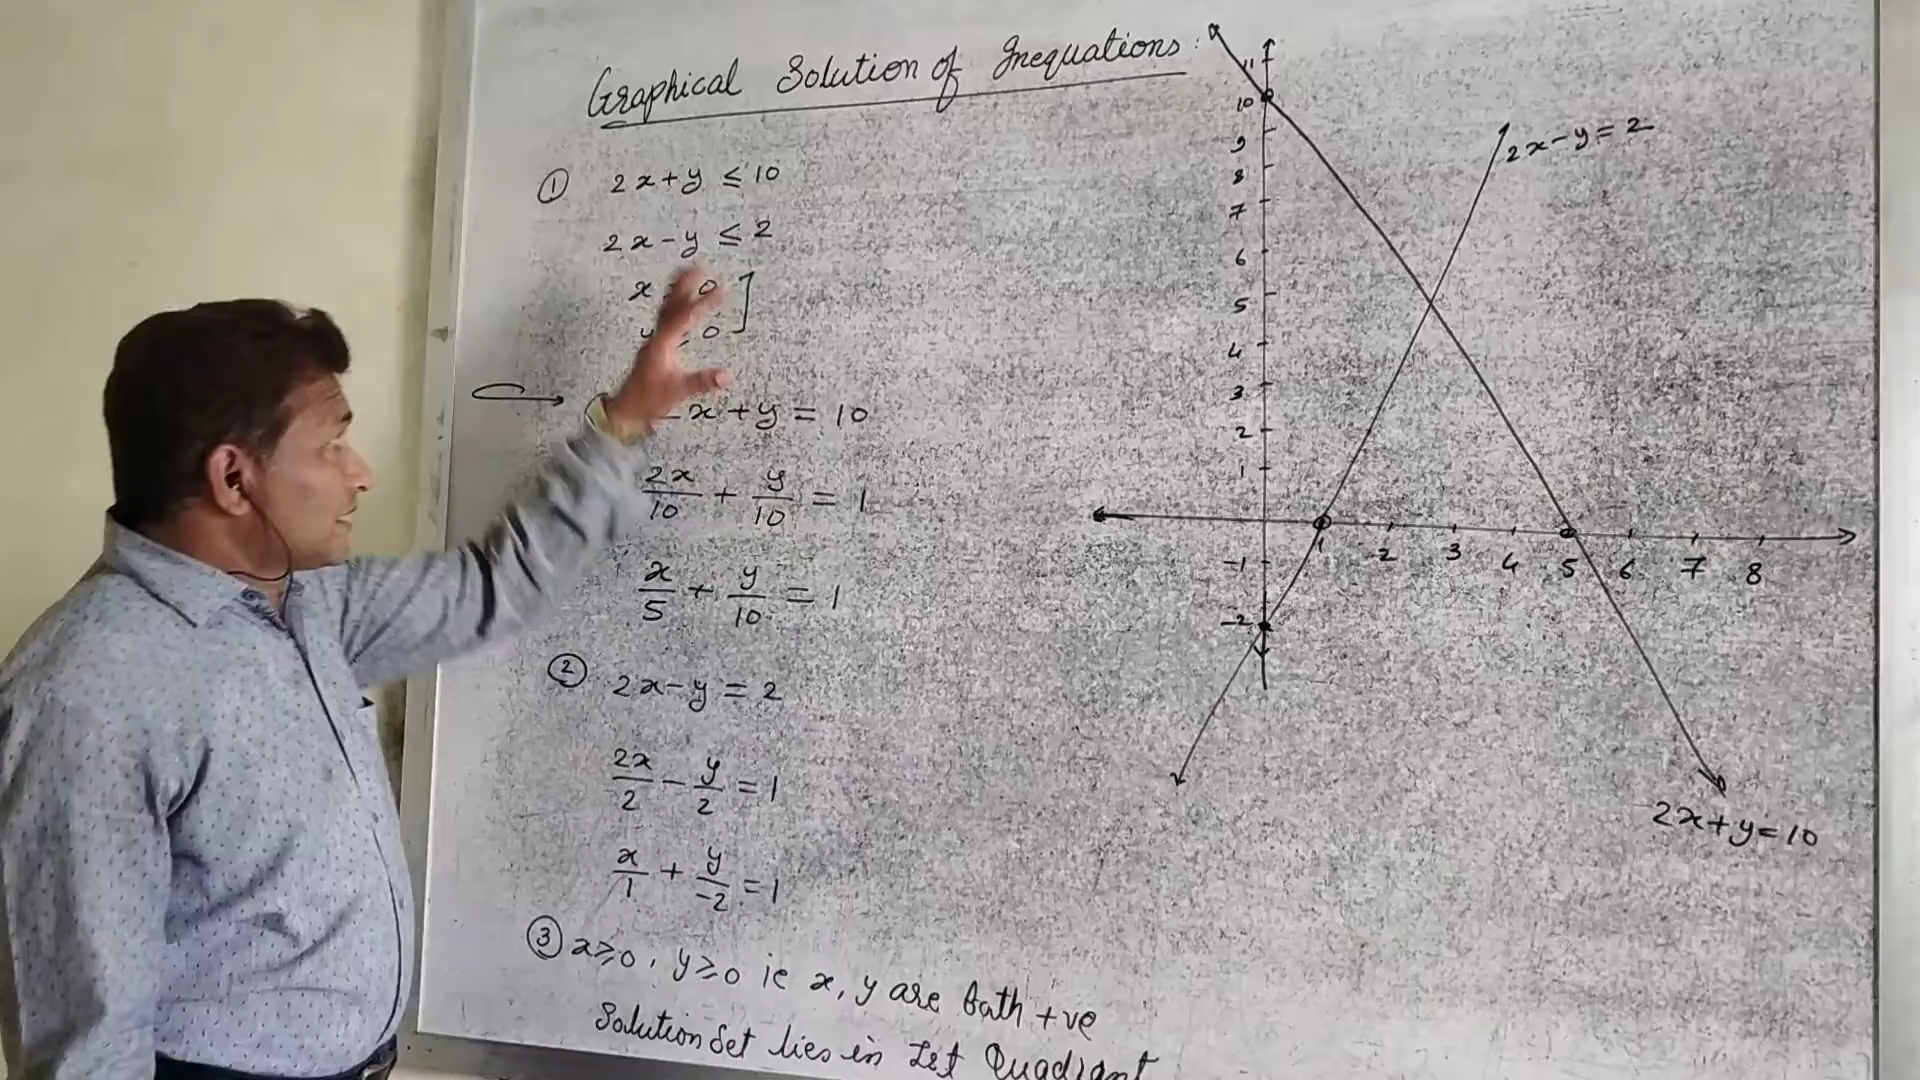 Graphical Solution of Inequations:
① 2x+y ≤ 10
2x-y ≤ 2
x 0 ]
y 0
x+y = 10
2x/10 + y/10 = 1
x/5 + y/10 = 1
② 2x-y = 2
2x/2 - y/2 = 1
x/1 + y/-2 = 1
③ x≥0, y≥0 ie x, y are both +ve
Solution Set lies in Ist Quadrant
11
10
9
8
7
6
5
4
3
2
1
-1
-2
1 2 3 4 5 6 7 8
2x-y=2
2x+y=10